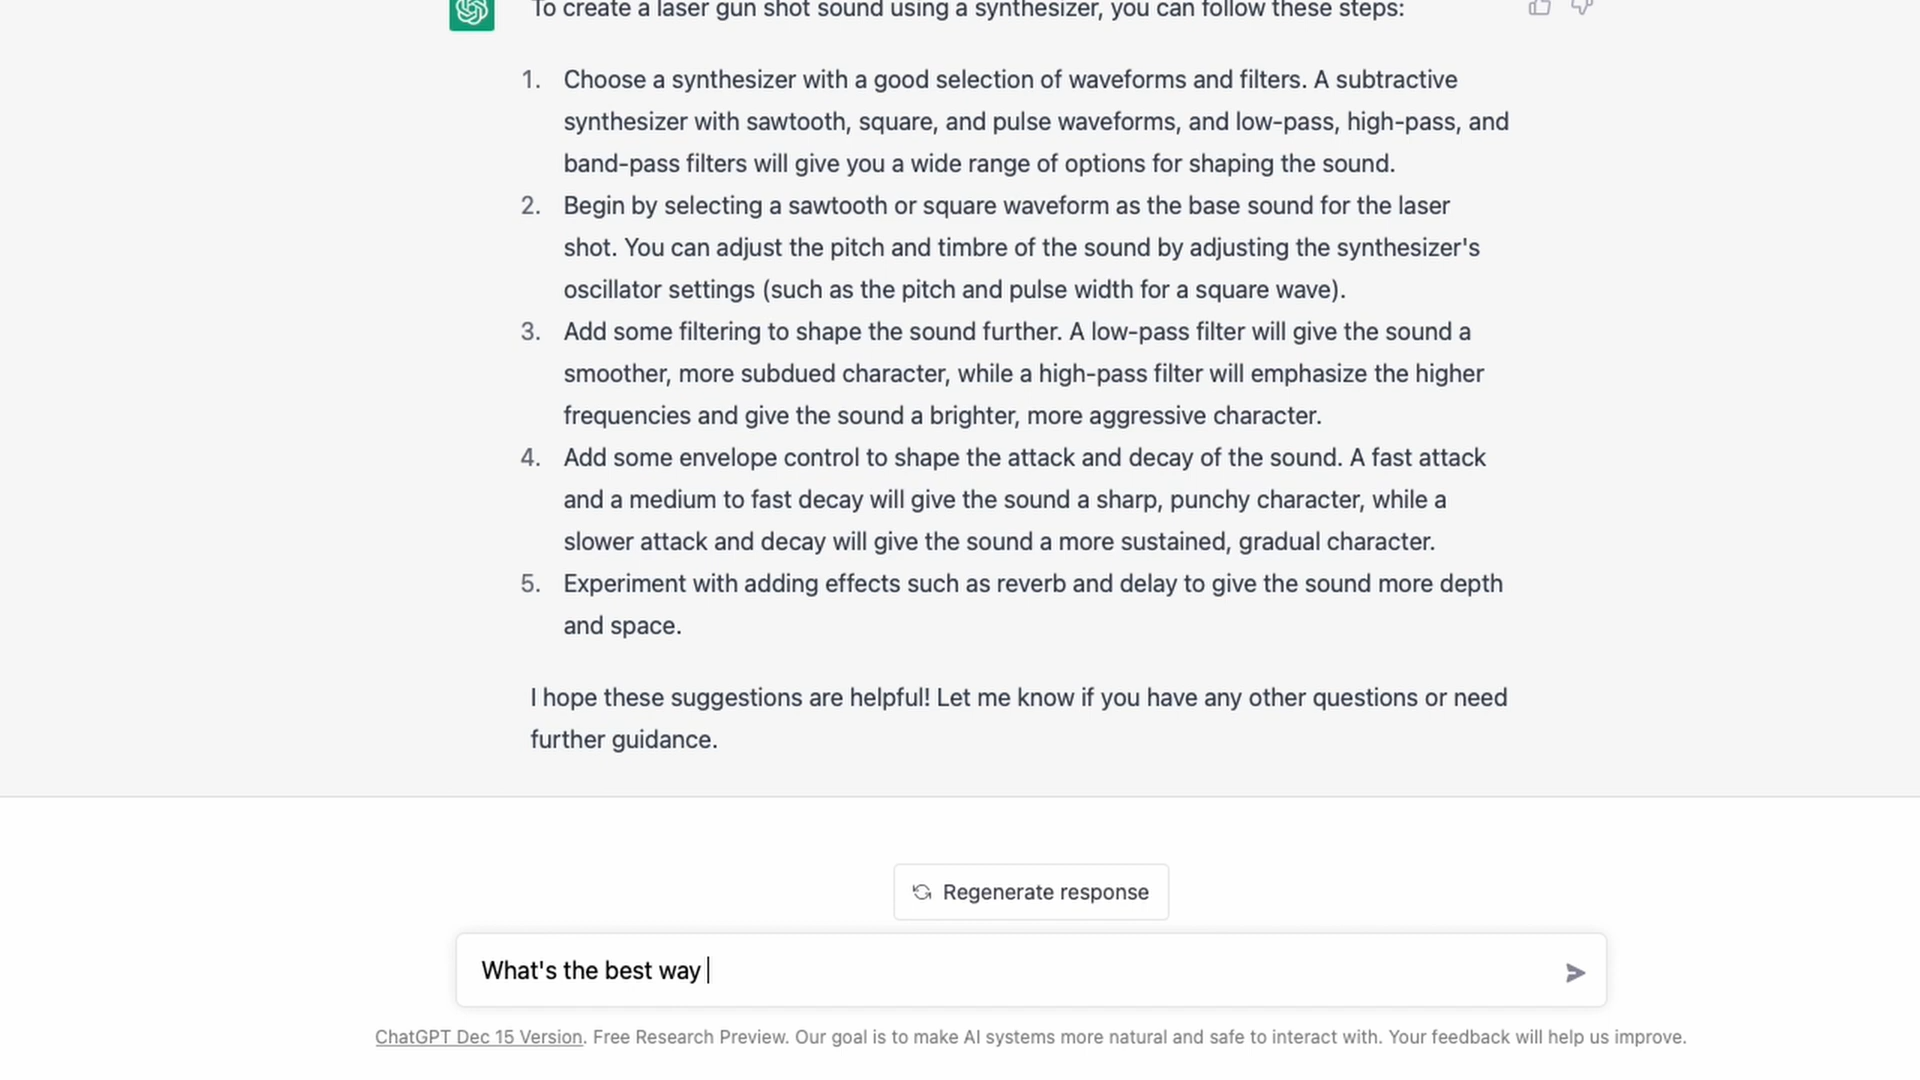 To create a laser gun shot sound using a synthesizer, you can follow these steps:
1. Choose a synthesizer with a good selection of waveforms and filters. A subtractive
synthesizer with sawtooth, square, and pulse waveforms, and low-pass, high-pass, and
band-pass filters will give you a wide range of options for shaping the sound.
2. Begin by selecting a sawtooth or square waveform as the base sound for the laser
shot. You can adjust the pitch and timbre of the sound by adjusting the synthesizer's
oscillator settings (such as the pitch and pulse width for a square wave).
3. Add some filtering to shape the sound further. A low-pass filter will give the sound a
smoother, more subdued character, while a high-pass filter will emphasize the higher
frequencies and give the sound a brighter, more aggressive character.
4. Add some envelope control to shape the attack and decay of the sound. A fast attack
and a medium to fast decay will give the sound a sharp, punchy character, while a
slower attack and decay will give the sound a more sustained, gradual character.
5. Experiment with adding effects such as reverb and delay to give the sound more depth
and space.
I hope these suggestions are helpful! Let me know if you have any other questions or need
further guidance.
Regenerate response
What's the best way
ChatGPT Dec 15 Version. Free Research Preview. Our goal is to make AI systems more natural and safe to interact with. Your feedback will help us improve.